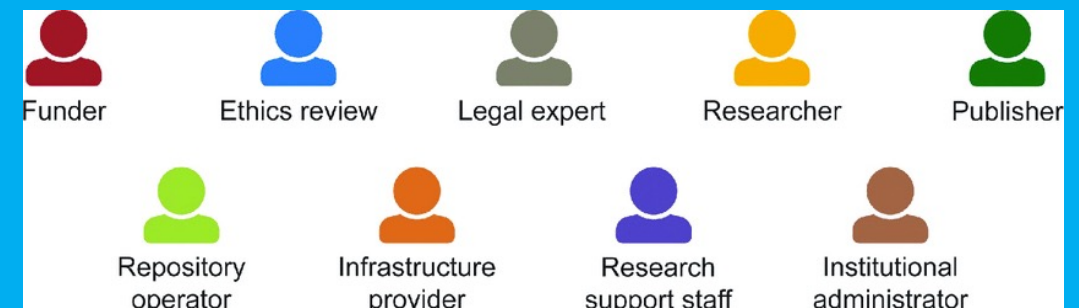 Funder
Ethics review
Legal expert
Researcher
Publisher
Repository
operator
Infrastructure
provider
Research
support staff
Institutional
administrator